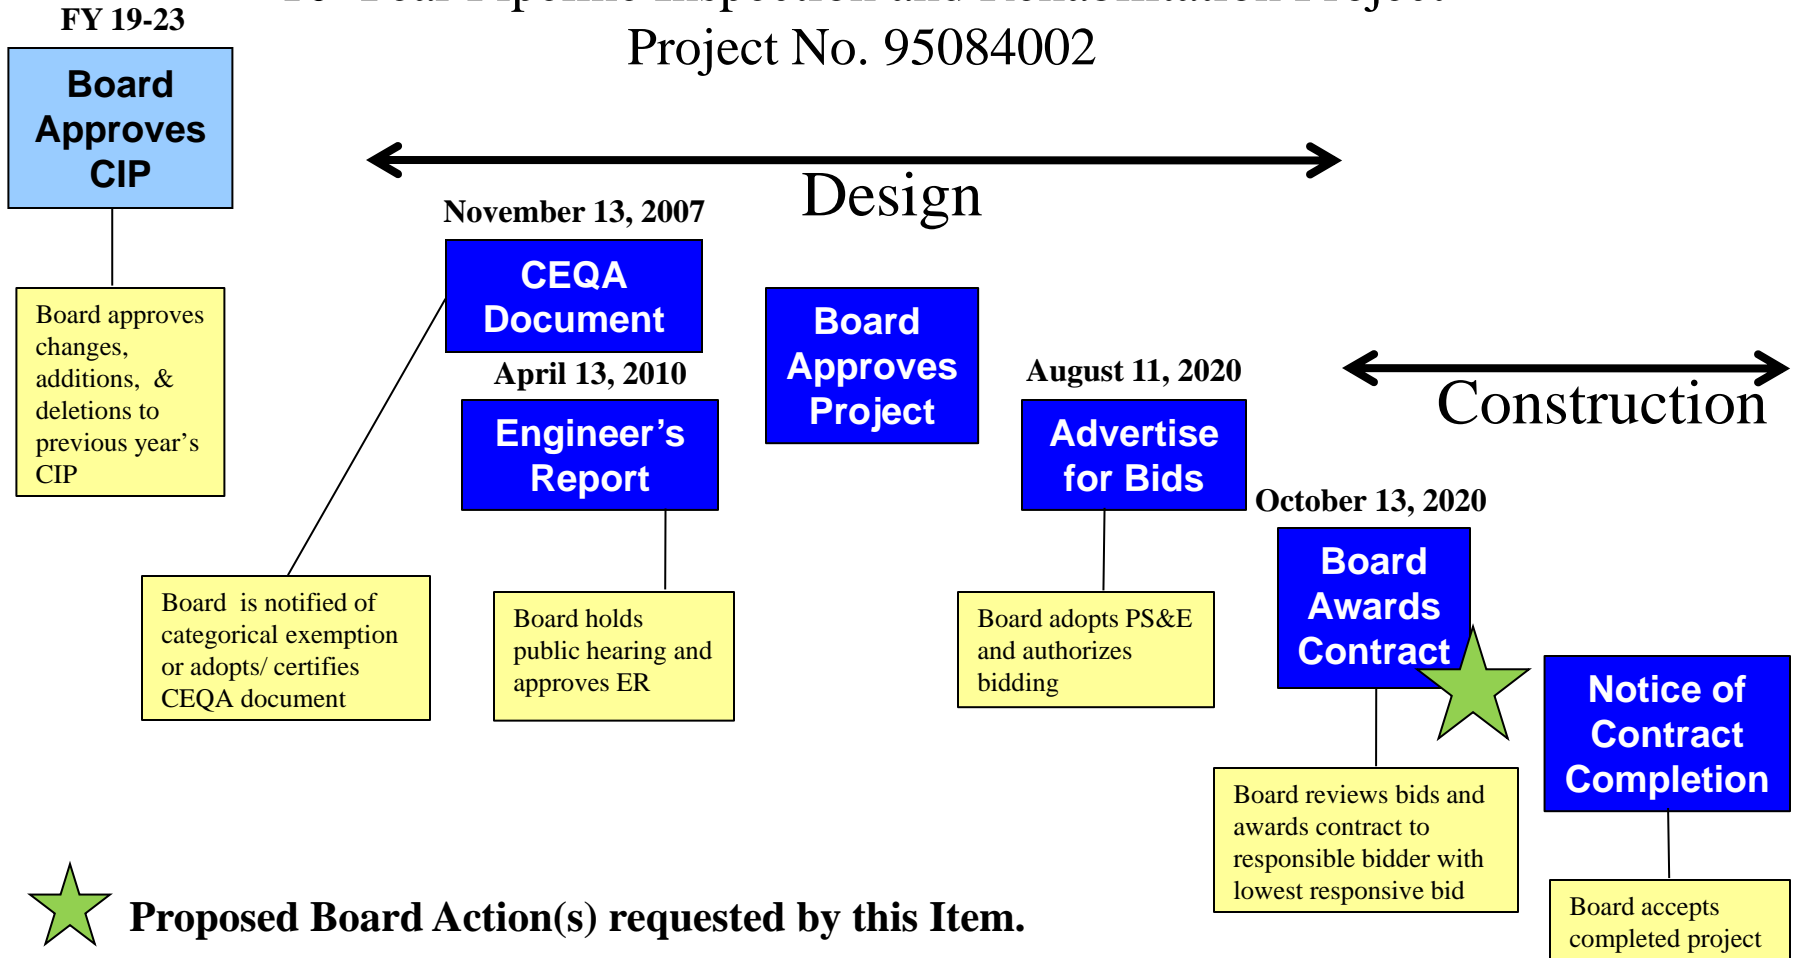 Project No. 95084002
FY 19-23
Board
Approves
CIP
Board approves
changes,
additions, &
deletions to
previous year’s
CIP
Design
November 13, 2007
CEQA
Document
Board is notified of
categorical exemption
or adopts/ certifies
CEQA document
April 13, 2010
Engineer’s
Report
Board holds
public hearing and
approves ER
Board
Approves
Project
August 11, 2020
Advertise
for Bids
Board adopts PS&E
and authorizes
bidding
Construction
October 13, 2020
Board
Awards
Contract
Board reviews bids and
awards contract to
responsible bidder with
lowest responsive bid
Notice of
Contract
Completion
Board accepts
completed project
Proposed Board Action(s) requested by this Item.